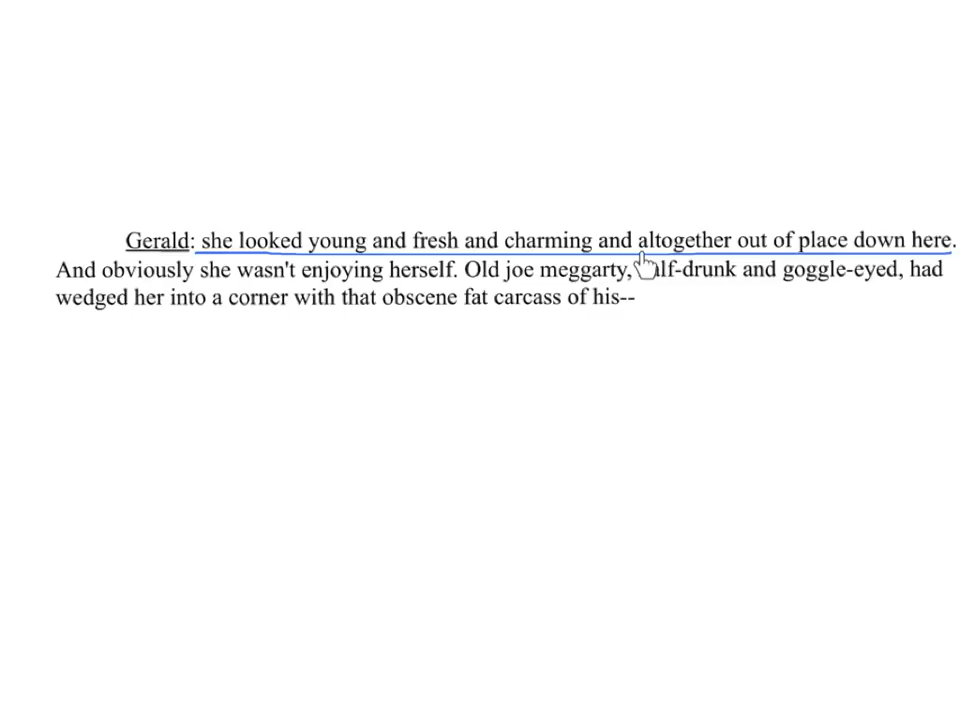 Gerald: she looked young and fresh and charming and altogether out of place down here.
And obviously she wasn't enjoying herself. Old joe meggarty, half-drunk and goggle-eyed, had
wedged her into a corner with that obscene fat carcass of his--